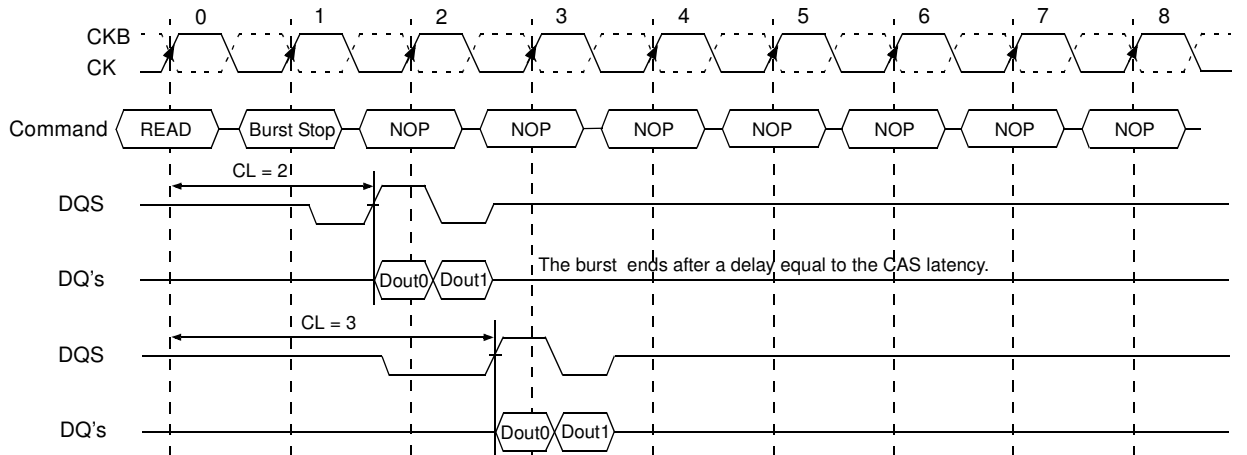 0 1 2 3 4 5 6 7 8
CKB
CK
Command READ Burst Stop NOP NOP NOP NOP NOP NOP NOP
CL = 2
DQS
DQ's Dout0 Dout1 The burst ends after a delay equal to the CAS latency.
CL = 3
DQS
DQ's Dout0 Dout1